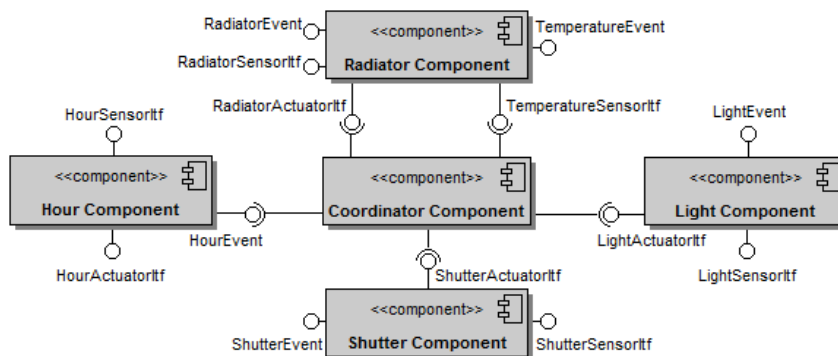 RadiatorEvent
<<component>>
TemperatureEvent
RadiatorSensorItf
Radiator Component
RadiatorActuatorItf
TemperatureSensorItf
HourSensorItf
LightEvent
<<component>>
<<component>>
<<component>>
Hour Component
Coordinator Component
Light Component
HourEvent
LightActuatorItf
HourActuatorItf
ShutterActuatorItf
LightSensorItf
<<component>>
ShutterEvent
Shutter Component
ShutterSensorItf